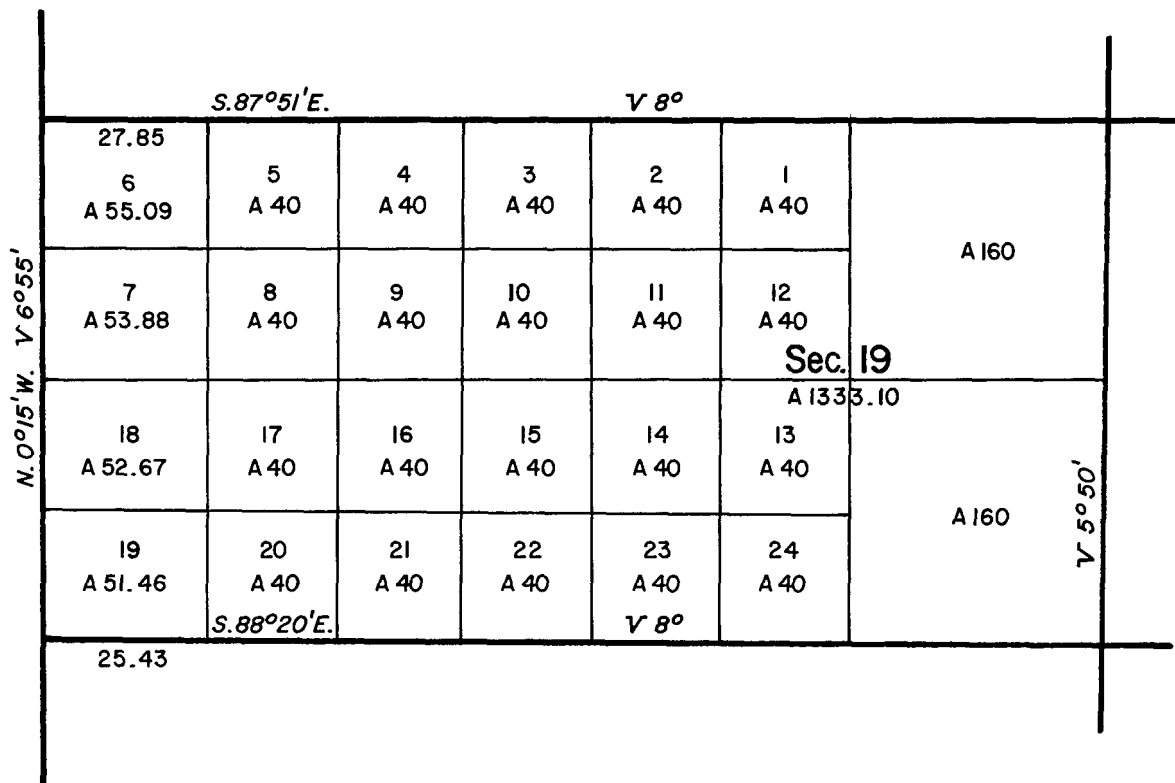 S.87°51'E. V 8°
27.85
6 5 4 3 2 1
A 55.09 A 40 A 40 A 40 A 40 A 40
A 160
N.0°15'W. V 6°55'
7 8 9 10 11 12
A 53.88 A 40 A 40 A 40 A 40 A 40
Sec. 19
A 1333.10
18 17 16 15 14 13
A 52.67 A 40 A 40 A 40 A 40 A 40
A 160
V 5°50'
19 20 21 22 23 24
A 51.46 A 40 A 40 A 40 A 40 A 40
S.88°20'E. V 8°
25.43